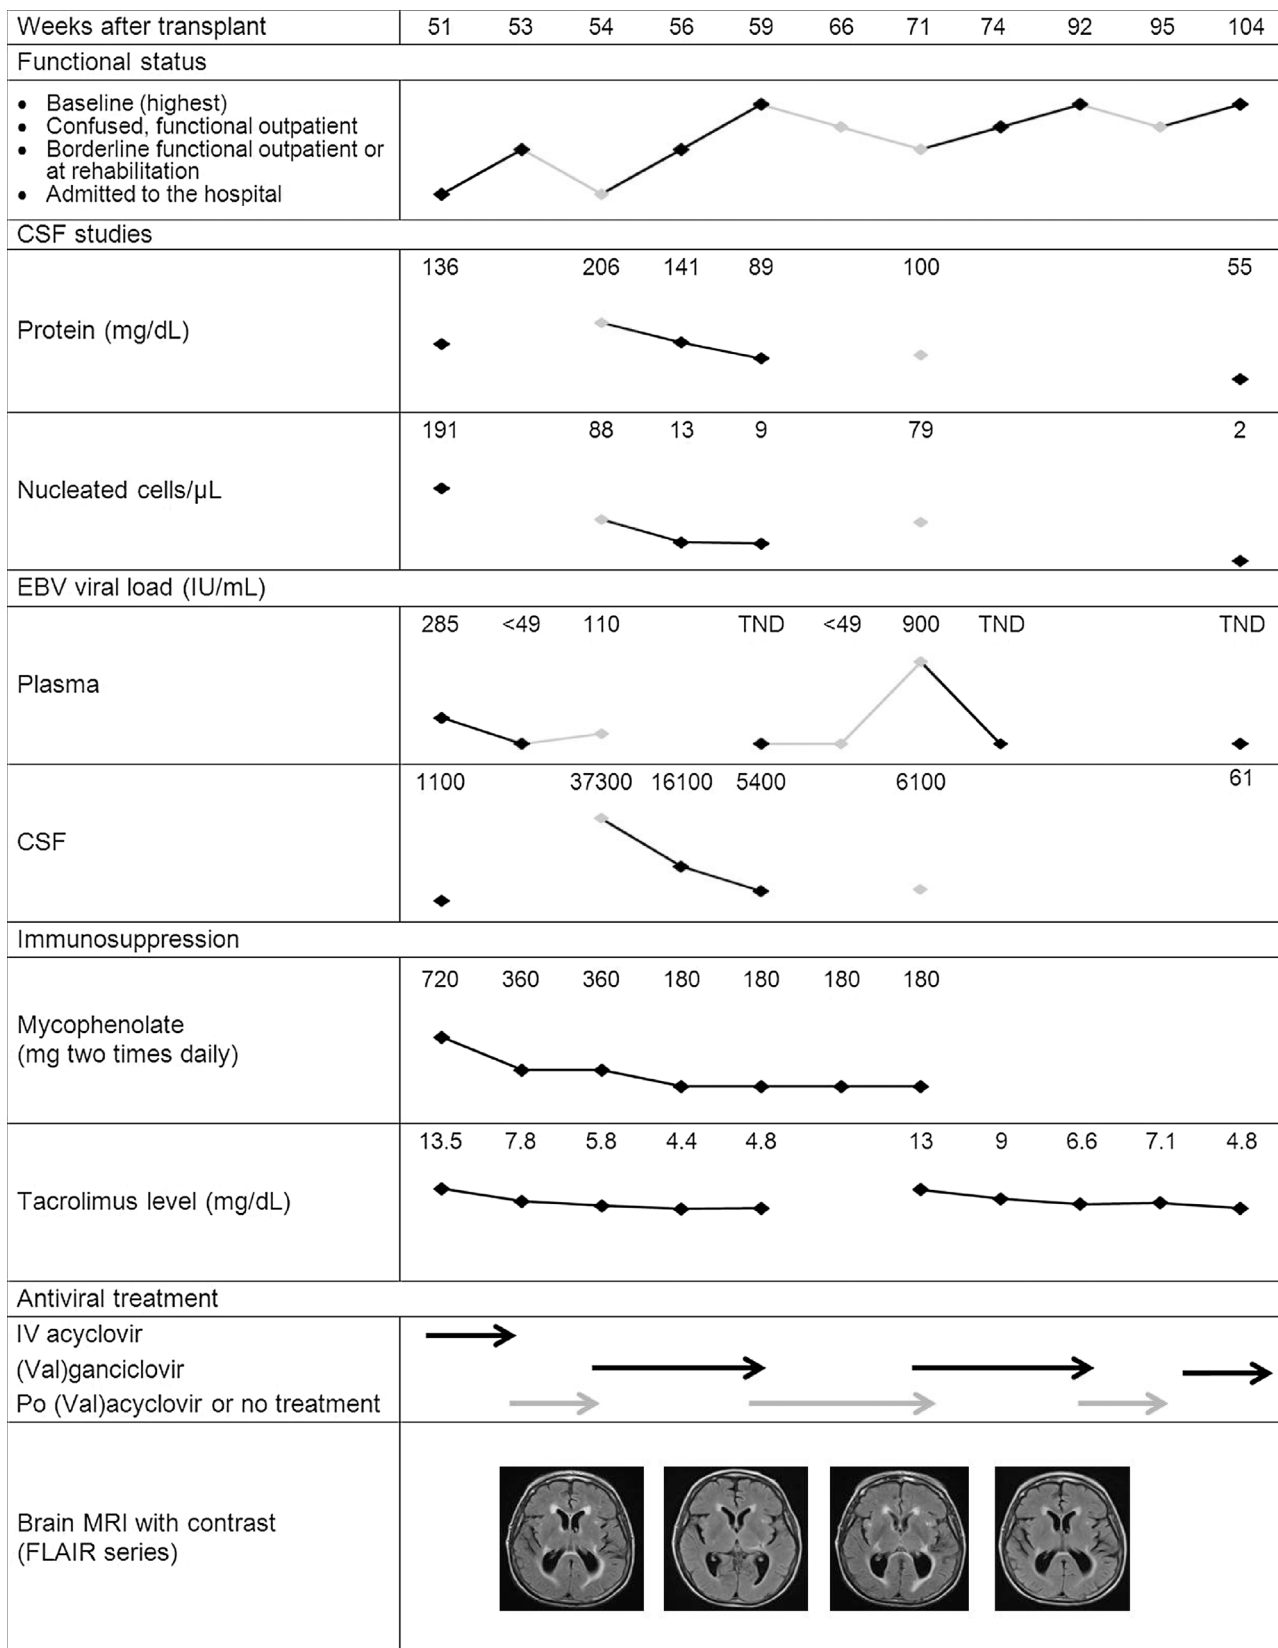 Weeks after transplant 51 53 54 56 59 66 71 74 92 95 104
Functional status
• Baseline (highest)
• Confused, functional outpatient
• Borderline functional outpatient or
at rehabilitation
• Admitted to the hospital
CSF studies
136 206 141 89 100 55
Protein (mg/dL)
191 88 13 9 79 2
Nucleated cells/µL
EBV viral load (IU/mL)
285 <49 110 TND <49 900 TND TND
Plasma
1100 37300 16100 5400 6100 61
CSF
Immunosuppression
720 360 360 180 180 180 180
Mycophenolate
(mg two times daily)
13.5 7.8 5.8 4.4 4.8 13 9 6.6 7.1 4.8
Tacrolimus level (mg/dL)
Antiviral treatment
IV acyclovir
(Val)ganciclovir
Po (Val)acyclovir or no treatment
Brain MRI with contrast
(FLAIR series)